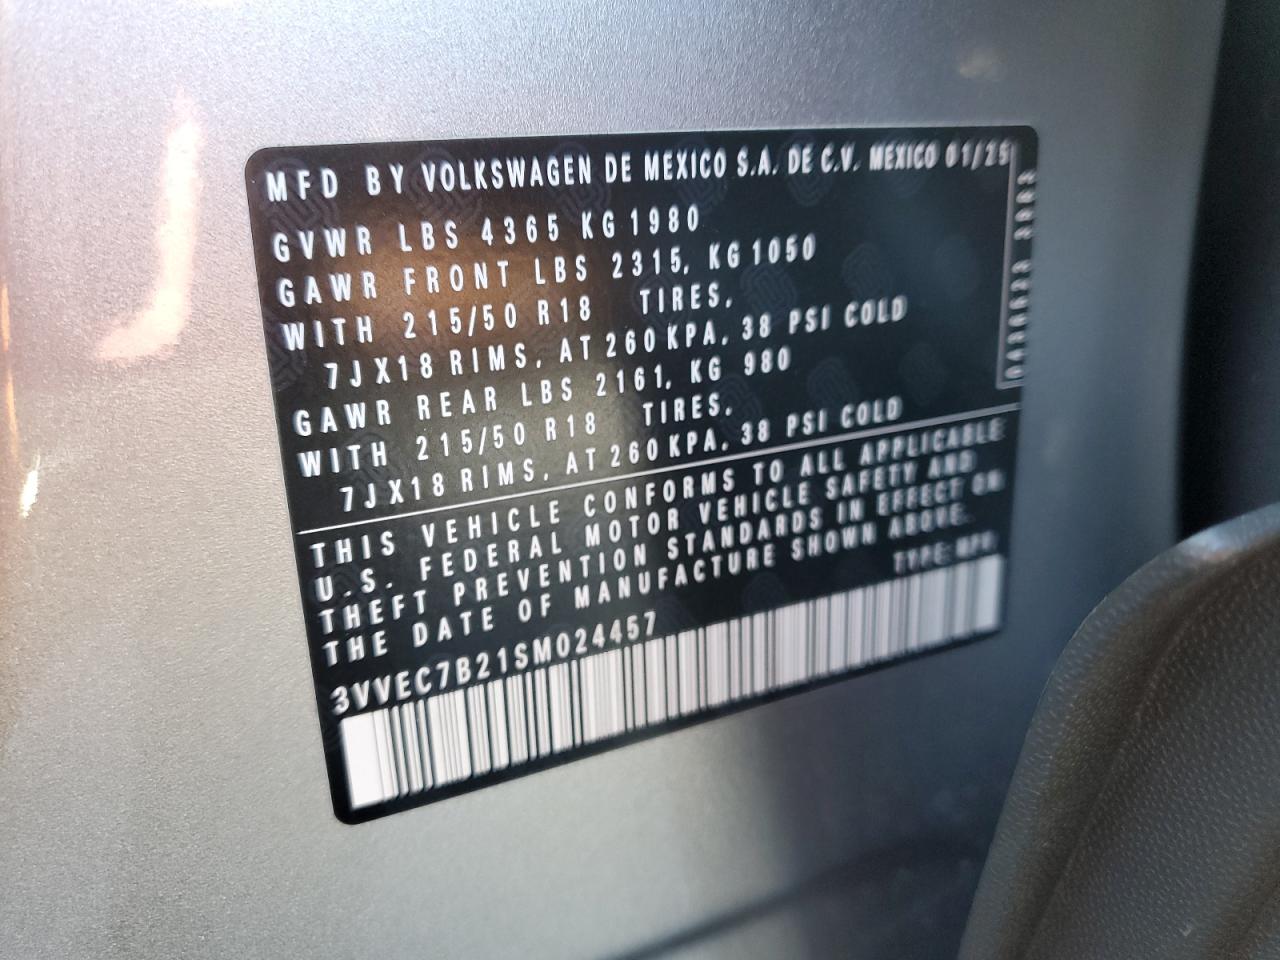 MFD BY VOLKSWAGEN DE MEXICO S.A. DE C.V. MEXICO 01/25
GVWR LBS 4365 KG 1980
GAWR FRONT LBS 2315, KG 1050
WITH 215/50 R18 TIRES,
7J X18 RIMS, AT 260 KPA, 38 PSI COLD
GAWR REAR LBS 2161, KG 980
WITH 215/50 R18 TIRES,
7J X18 RIMS, AT 260 KPA, 38 PSI COLD
THIS VEHICLE CONFORMS TO ALL APPLICABLE
U.S. FEDERAL MOTOR VEHICLE SAFETY AND
THEFT PREVENTION STANDARDS IN EFFECT ON
THE DATE OF MANUFACTURE SHOWN ABOVE.
TYPE: MPV
3VVEC7B21SM024457